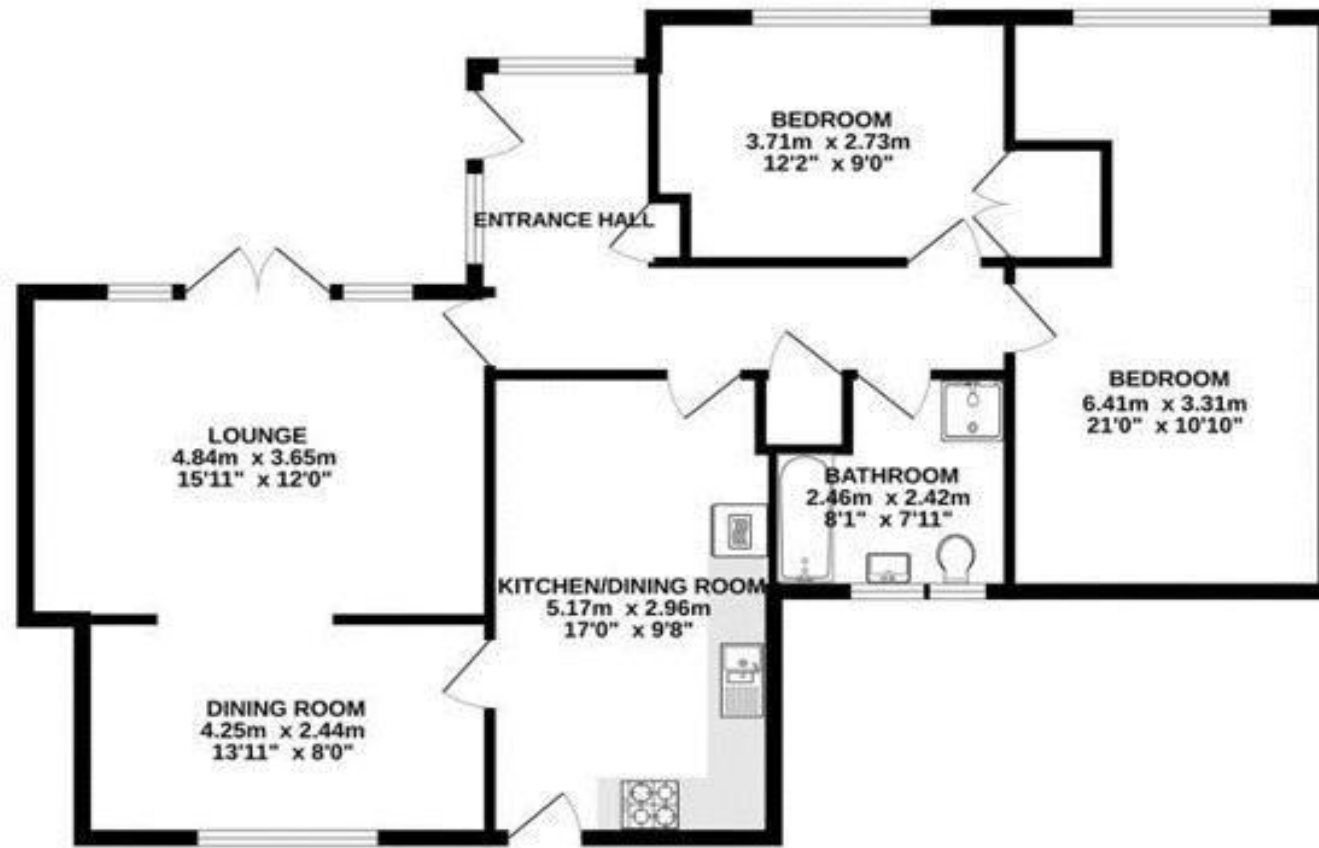 BEDROOM
3.71m x 2.73m
12'2" x 9'0"
ENTRANCE HALL
BEDROOM
6.41m x 3.31m
21'0" x 10'10"
LOUNGE
4.84m x 3.65m
15'11" x 12'0"
BATHROOM
2.46m x 2.42m
8'1" x 7'11"
KITCHEN/DINING ROOM
5.17m x 2.96m
17'0" x 9'8"
DINING ROOM
4.25m x 2.44m
13'11" x 8'0"